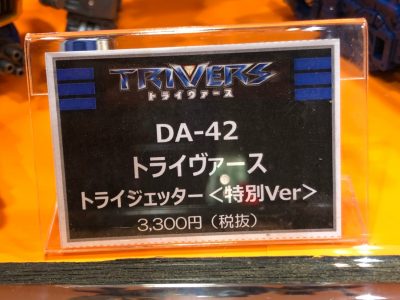 TRIVERS
トライヴァース
DA-42
トライヴァース
トライジェッター<特別Ver>
3,300円（税抜）